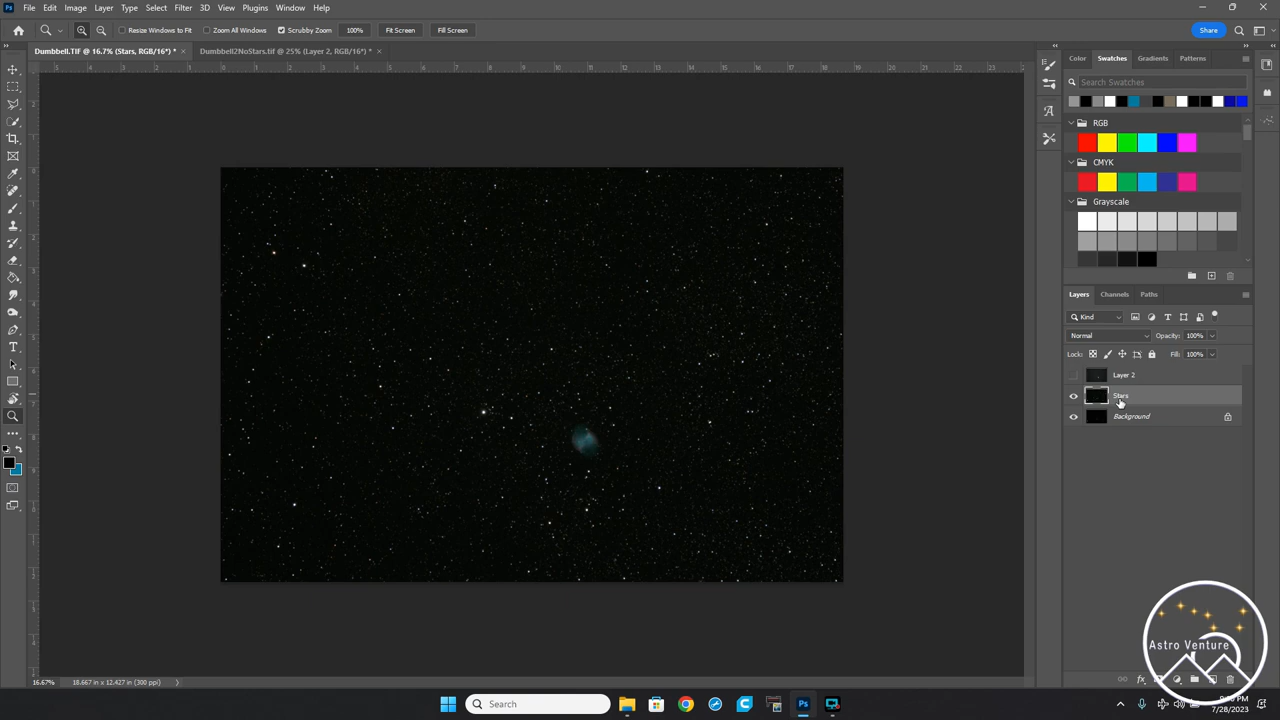 File Edit Image Layer Type Select Filter 3D View Plugins Window Help
Resize Windows to Fit Zoom All Windows Scrubby Zoom 100% Fit Screen Fill Screen Share
Dumbbell.TIF @ 16.7% (Stars, RGB/16*) * × Dumbbell2NoStars.tif @ 25% (Layer 2, RGB/16*) * ×
Color Swatches Gradients Patterns
Search Swatches
RGB
CMYK
Grayscale
Layers Channels Paths
Kind
Normal Opacity: 100%
Lock: Fill: 100%
Layer 2
Stars
Background
Astro Venture
16.67% 18.667 in x 12.427 in (300 ppi)
Search
7/28/2023